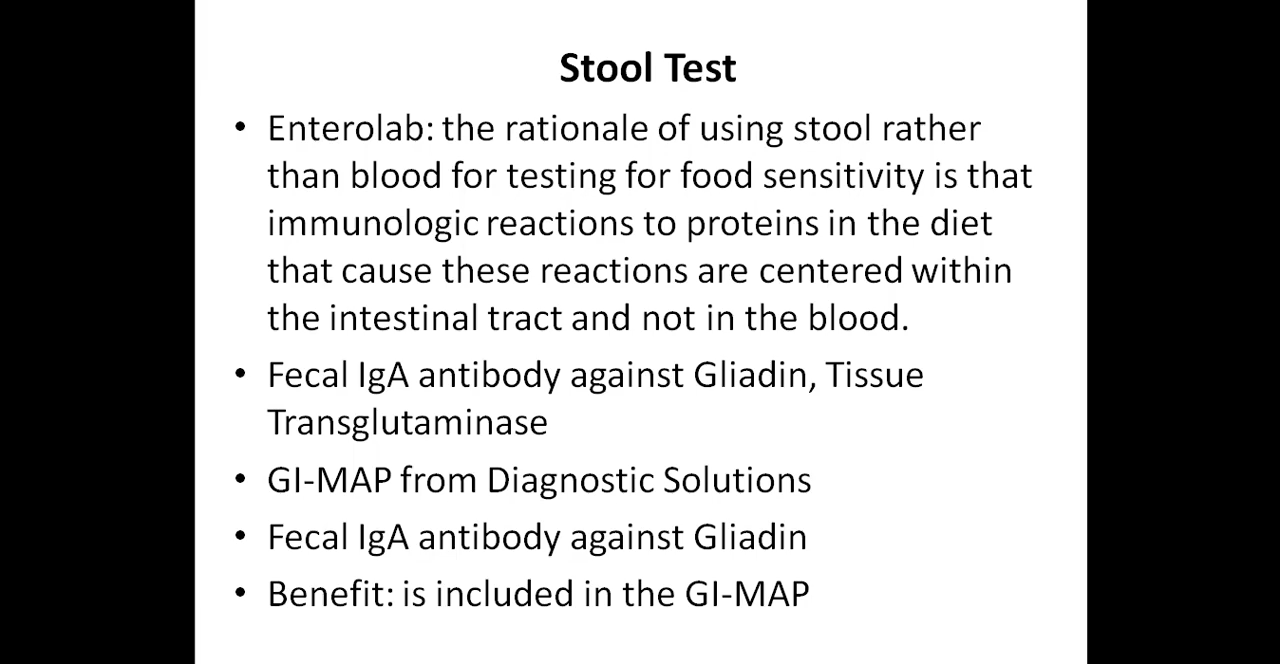 Stool Test
• Enterolab: the rationale of using stool rather
than blood for testing for food sensitivity is that
immunologic reactions to proteins in the diet
that cause these reactions are centered within
the intestinal tract and not in the blood.
• Fecal IgA antibody against Gliadin, Tissue
Transglutaminase
• GI-MAP from Diagnostic Solutions
• Fecal IgA antibody against Gliadin
• Benefit: is included in the GI-MAP